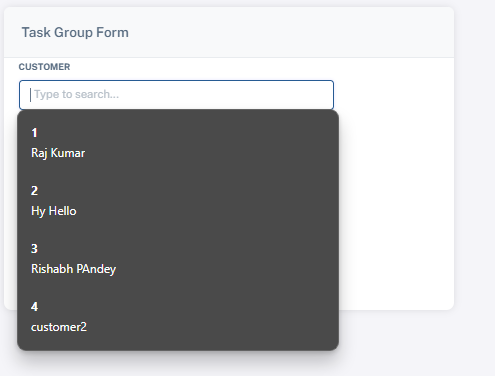 Task Group Form
CUSTOMER
Type to search...
1
Raj Kumar
2
Hy Hello
3
Rishabh PAndey
4
customer2